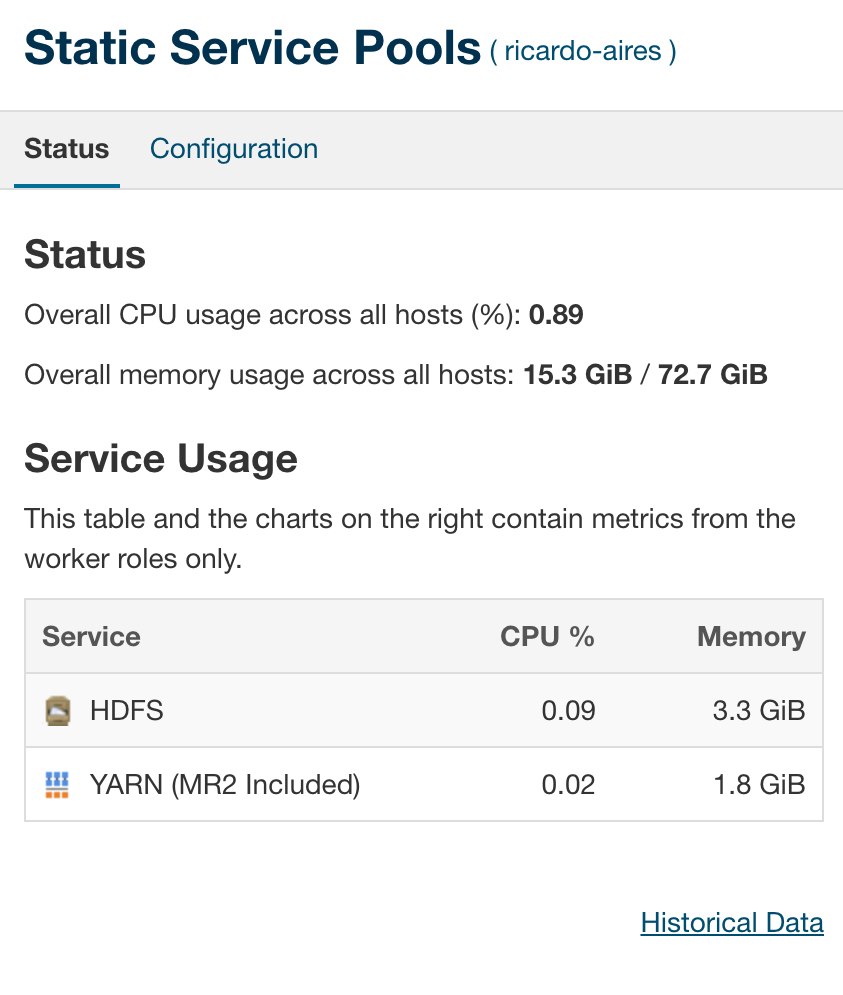 Static Service Pools ( ricardo-aires )
Status Configuration
Status
Overall CPU usage across all hosts (%): 0.89
Overall memory usage across all hosts: 15.3 GiB / 72.7 GiB
Service Usage
This table and the charts on the right contain metrics from the
worker roles only.
Service CPU % Memory
HDFS 0.09 3.3 GiB
YARN (MR2 Included) 0.02 1.8 GiB
Historical Data